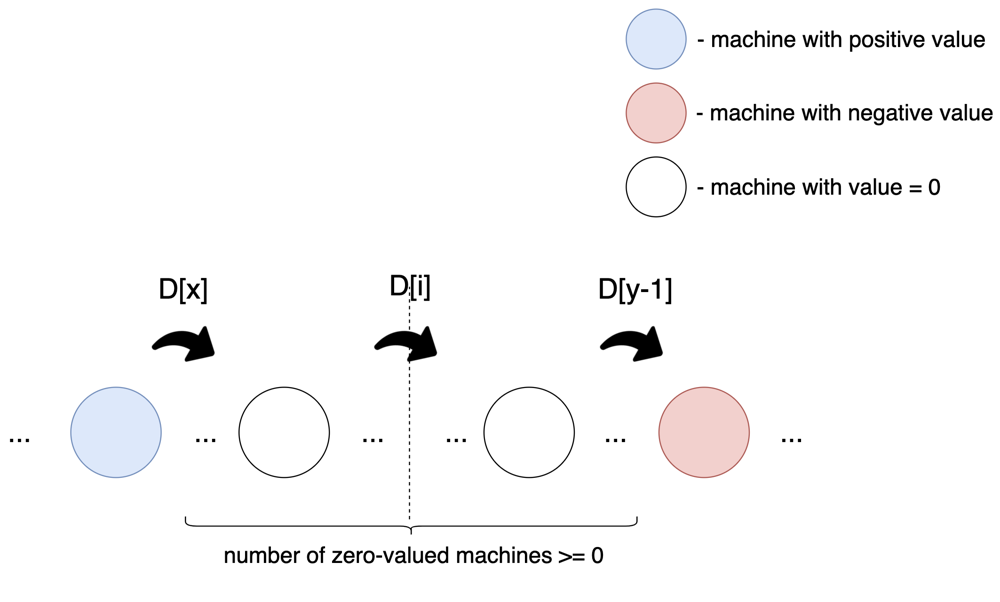 - machine with positive value
- machine with negative value
- machine with value = 0
D[x] D[i] D[y-1]
... ... ... ... ... ...
number of zero-valued machines >= 0